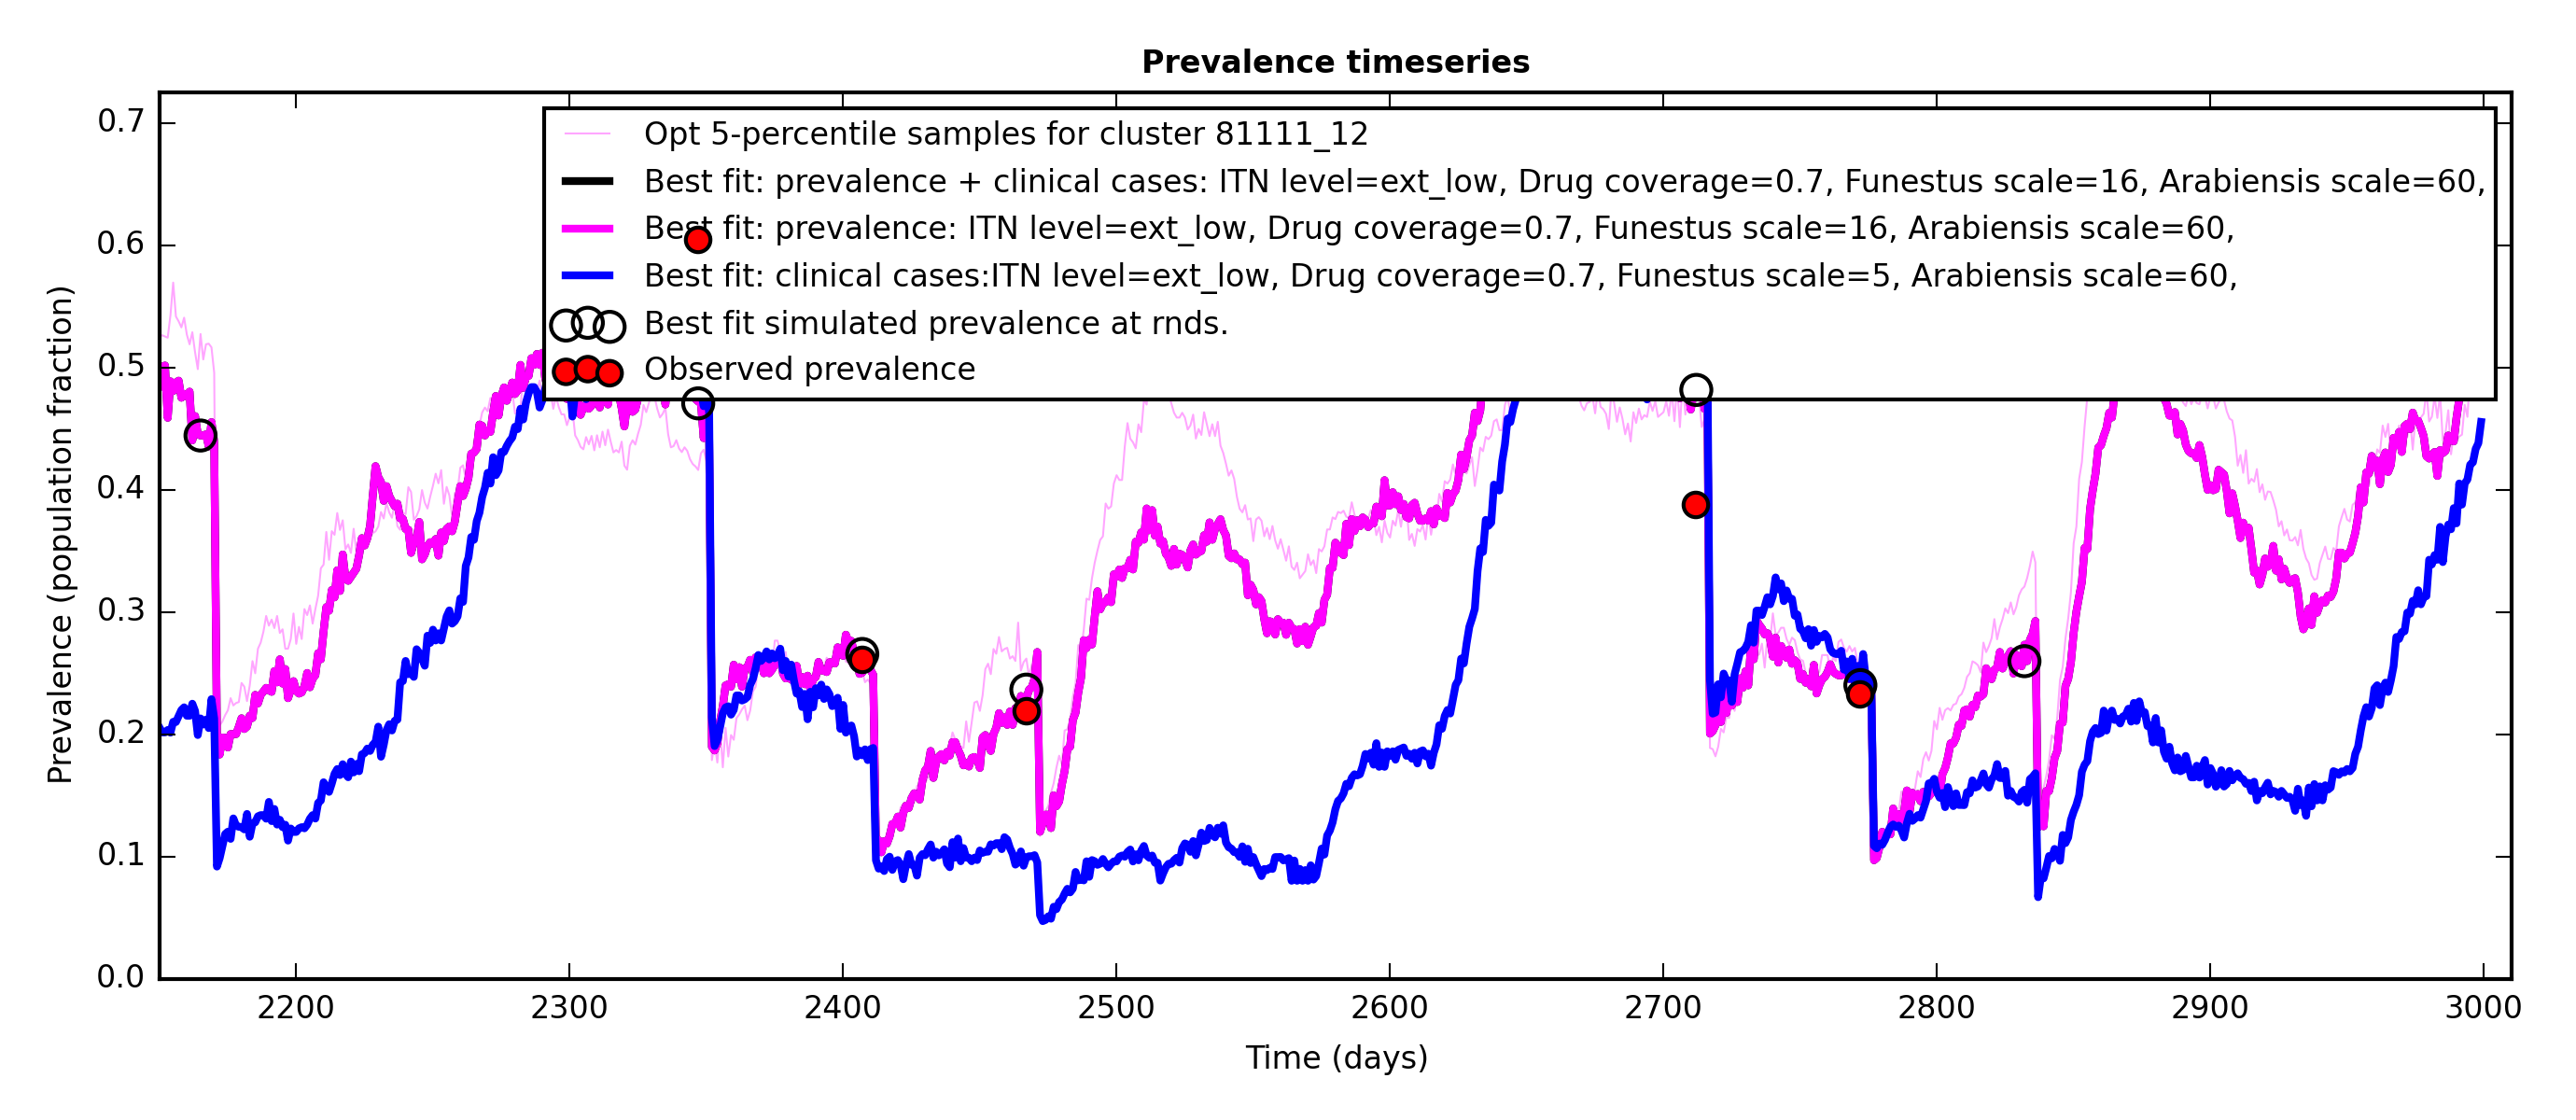 Prevalence timeseries
Opt 5-percentile samples for cluster 81111_12
Best fit: prevalence + clinical cases: ITN level=ext_low, Drug coverage=0.7, Funestus scale=16, Arabiensis scale=60,
Best fit: prevalence: ITN level=ext_low, Drug coverage=0.7, Funestus scale=16, Arabiensis scale=60,
Best fit: clinical cases:ITN level=ext_low, Drug coverage=0.7, Funestus scale=5, Arabiensis scale=60,
Best fit simulated prevalence at rnds.
Observed prevalence
Prevalence (population fraction)
0.7
0.6
0.5
0.4
0.3
0.2
0.1
0.0
2200 2300 2400 2500 2600 2700 2800 2900 3000
Time (days)